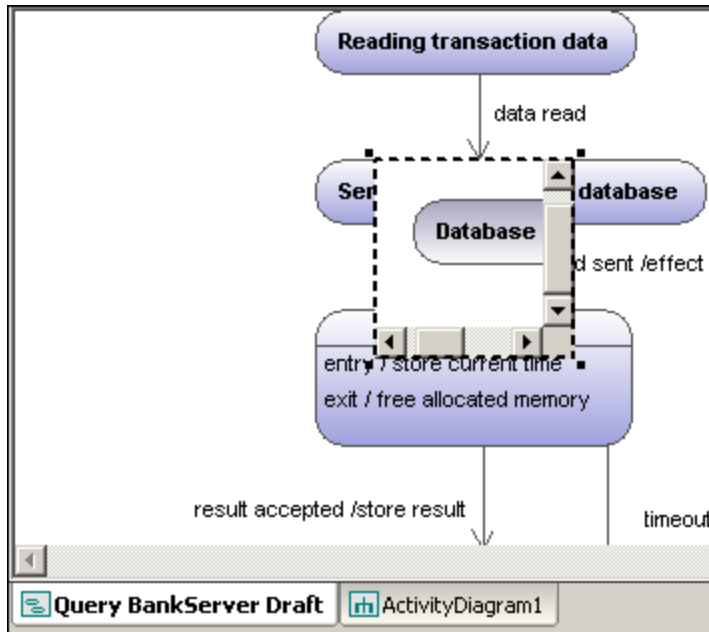 Reading transaction data
data read
Ser
database
Database
d sent /effect
entry / store current time
exit / free allocated memory
result accepted /store result
timeout
Query BankServer Draft
ActivityDiagram1